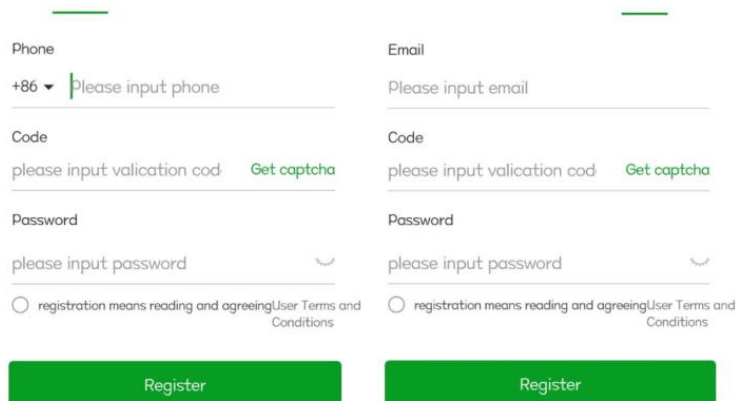 Phone
+86 Please input phone
Code
please input valication cod Get captcha
Password
please input password
registration means reading and agreeingUser Terms and
Conditions
Register
Email
Please input email
Code
please input valication cod Get captcha
Password
please input password
registration means reading and agreeingUser Terms and
Conditions
Register